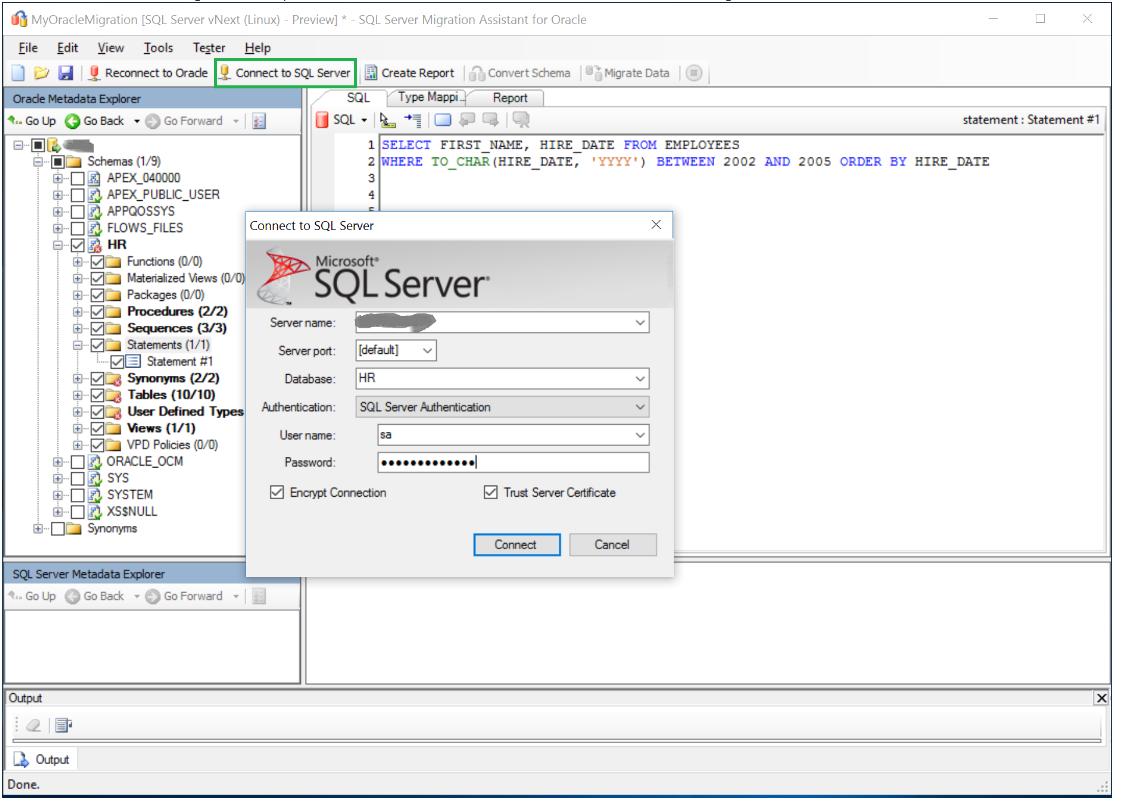 MyOracleMigration [SQL Server vNext (Linux) - Preview] * - SQL Server Migration Assistant for Oracle
File Edit View Tools Tester Help
Reconnect to Oracle Connect to SQL Server Create Report Convert Schema Migrate Data
Oracle Metadata Explorer
Go Up Go Back Go Forward
Schemas (1/9)
APEX_040000
APEX_PUBLIC_USER
APPQOSSYS
FLOWS_FILES
HR
Functions (0/0)
Materialized Views (0/0)
Packages (0/0)
Procedures (2/2)
Sequences (3/3)
Statements (1/1)
Statement #1
Synonyms (2/2)
Tables (10/10)
User Defined Types
Views (1/1)
VPD Policies (0/0)
ORACLE_OCM
SYS
SYSTEM
XS$NULL
Synonyms
SQL Type Mappi... Report
SQL statement : Statement #1
1 SELECT FIRST_NAME, HIRE_DATE FROM EMPLOYEES
2 WHERE TO_CHAR(HIRE_DATE, 'YYYY') BETWEEN 2002 AND 2005 ORDER BY HIRE_DATE
3
4
Connect to SQL Server
Microsoft®
SQL Server®
Server name:
Server port: [default]
Database: HR
Authentication: SQL Server Authentication
User name: sa
Password: •••••••••••••
Encrypt Connection Trust Server Certificate
Connect Cancel
SQL Server Metadata Explorer
Go Up Go Back Go Forward
Output
Output
Done.